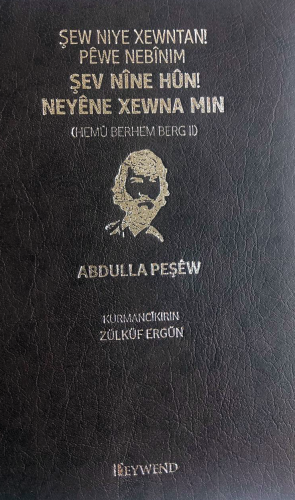 ŞEW NIYE XEWNTAN!
PÊWE NEBÎNIM
ŞEV NÎNE HÛN!
NEYÊNE XEWNA MIN
(HEMÛ BERHEM BERG II)
ABDULLA PEŞÊW
KURMANCÎKIRIN
ZÜLKÜF ERGÜN
PEYWEND